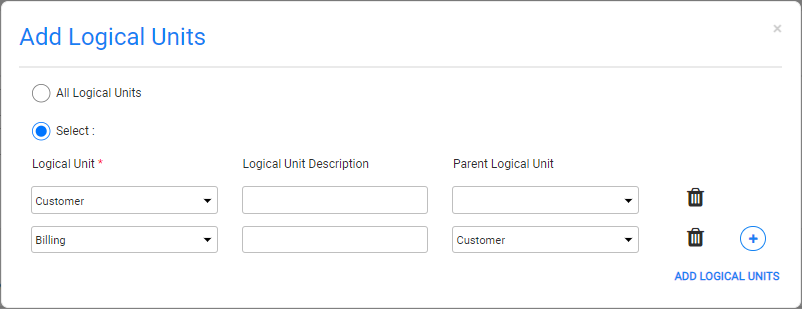 Add Logical Units
×
All Logical Units
Select :
Logical Unit * Logical Unit Description Parent Logical Unit
Customer
Billing Customer
ADD LOGICAL UNITS